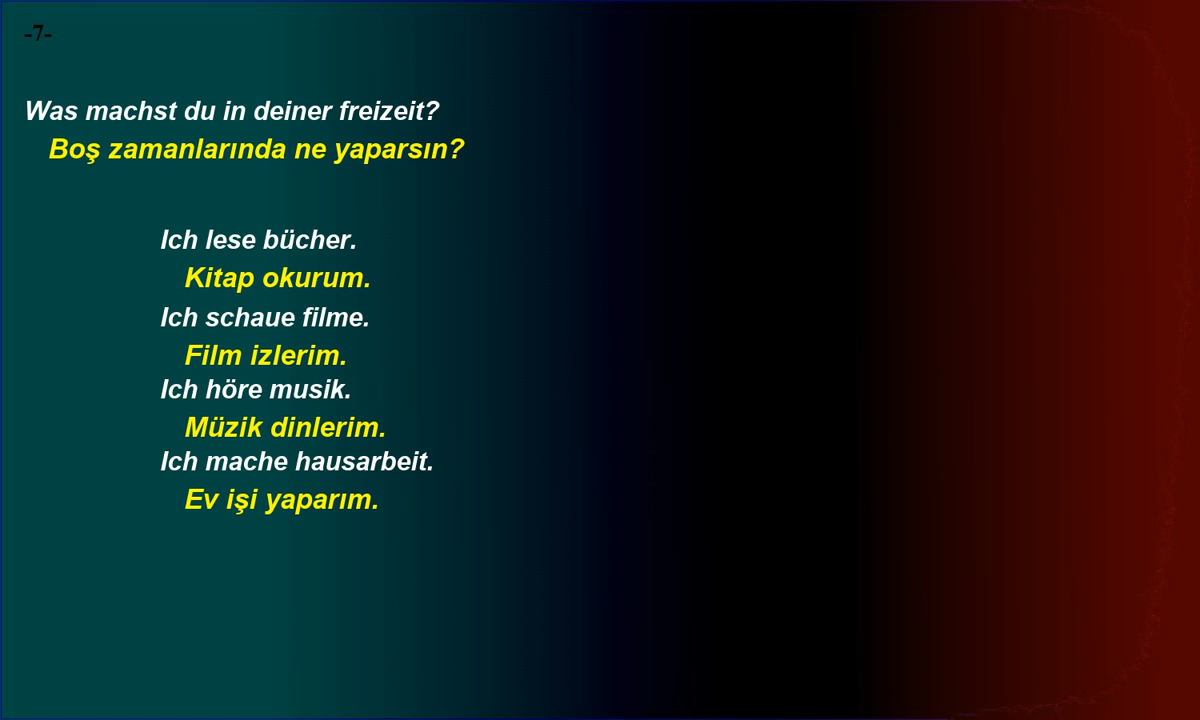 -7-
Was machst du in deiner freizeit?
Boş zamanlarında ne yaparsın?
Ich lese bücher.
Kitap okurum.
Ich schaue filme.
Film izlerim.
Ich höre musik.
Müzik dinlerim.
Ich mache hausarbeit.
Ev işi yaparım.